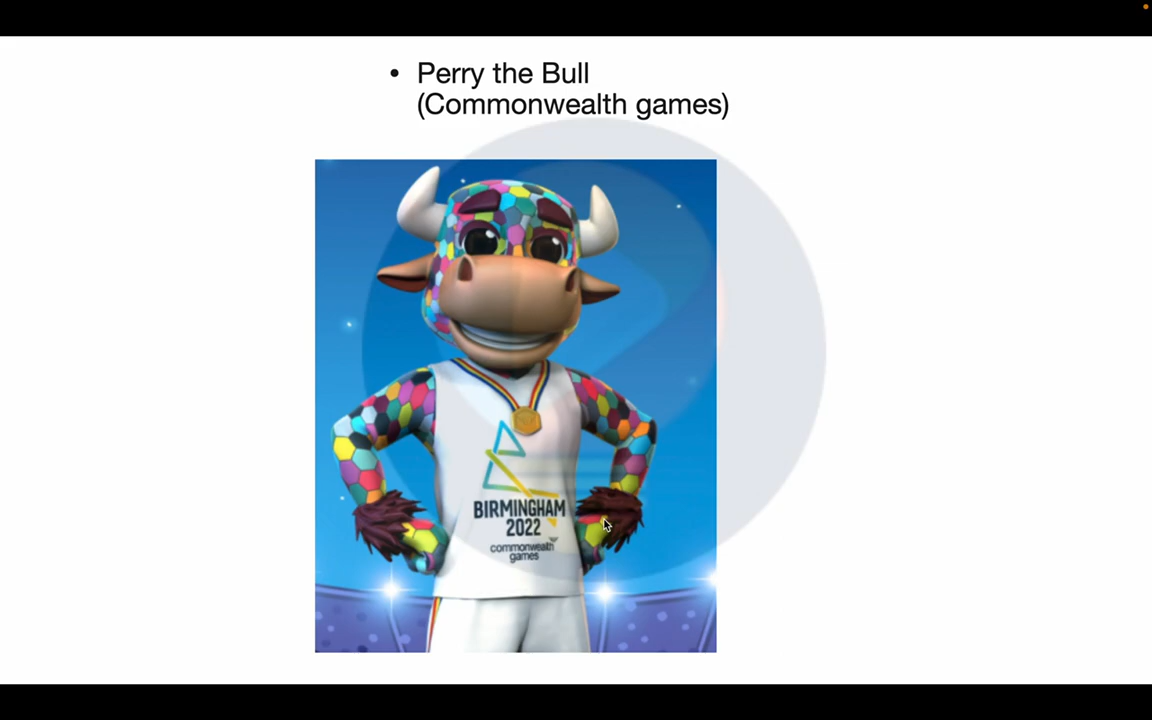 • Perry the Bull
(Commonwealth games)
BIRMINGHAM
2022
commonwealth
games